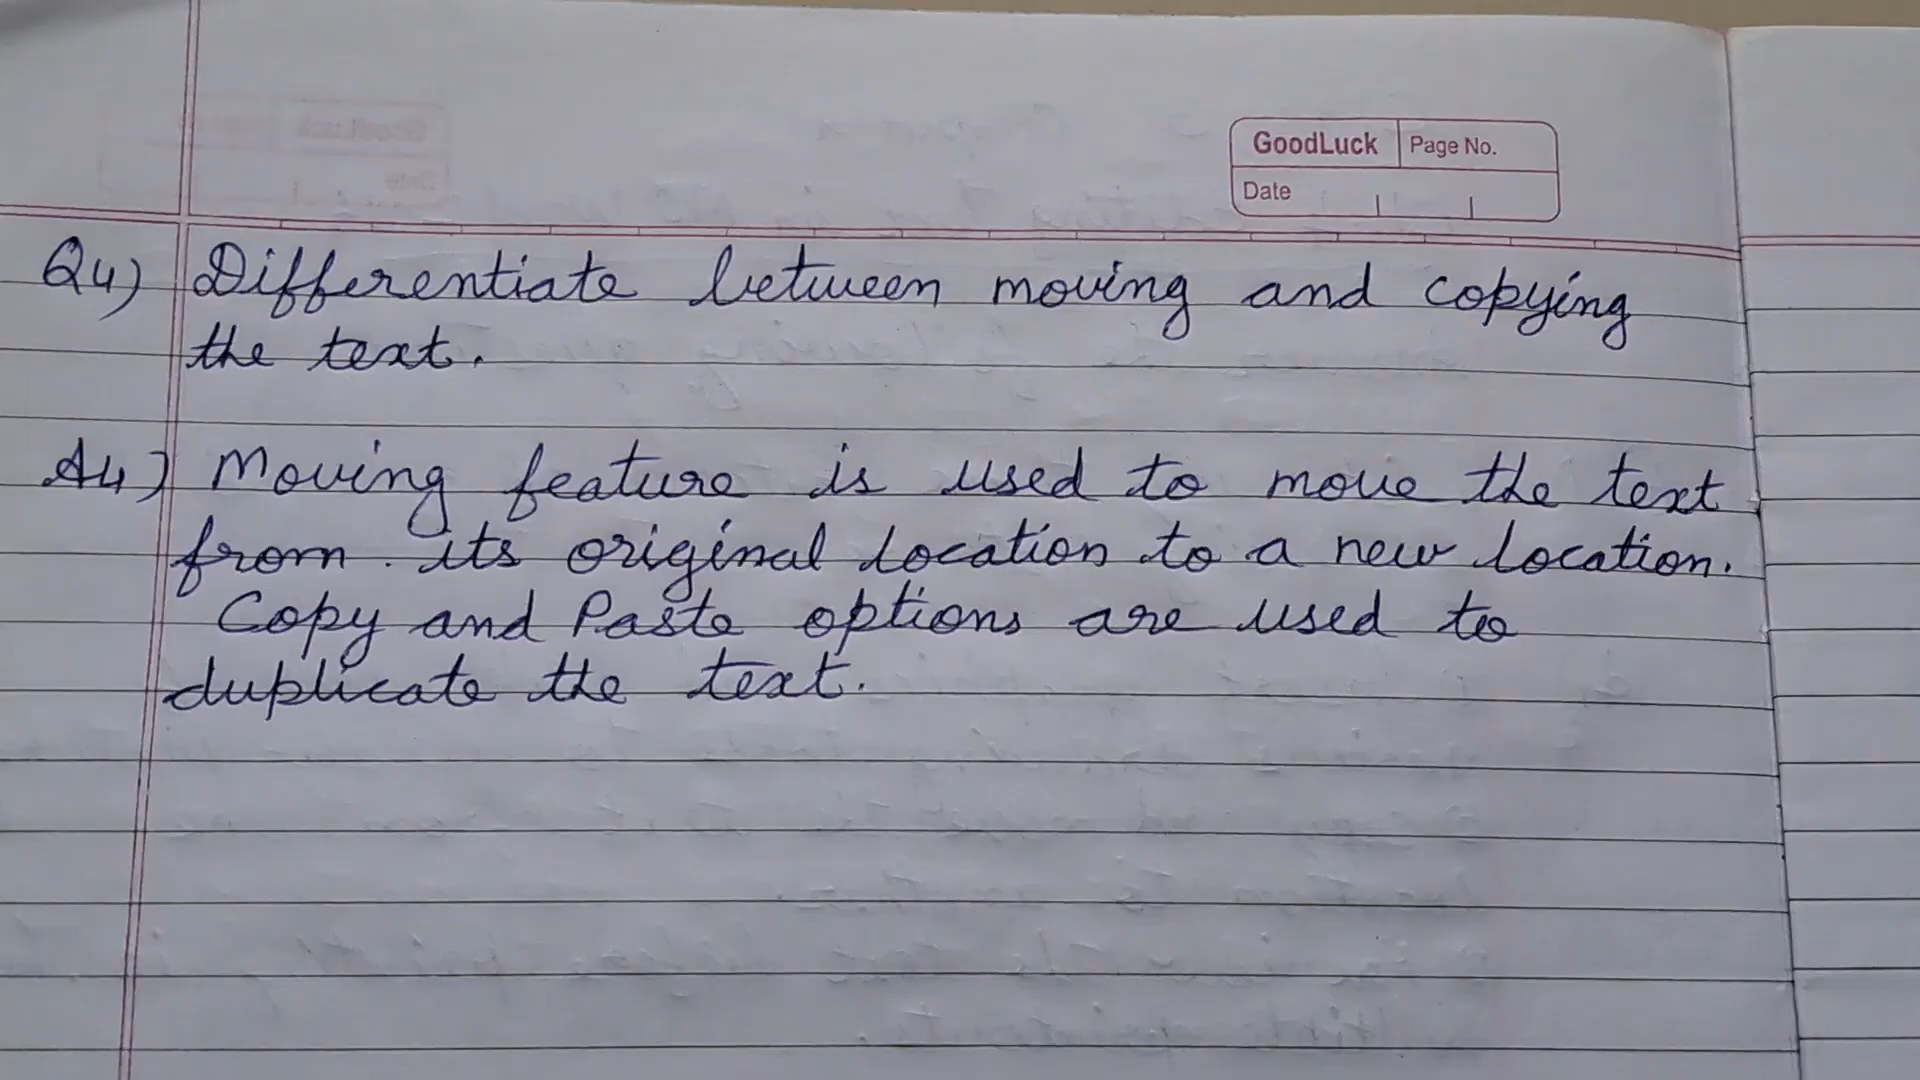 GoodLuck Page No.
Date
Q4) Differentiate between moving and copying
the text.
A4) Moving feature is used to move the text
from its original location to a new location.
Copy and Paste options are used to
duplicate the text.